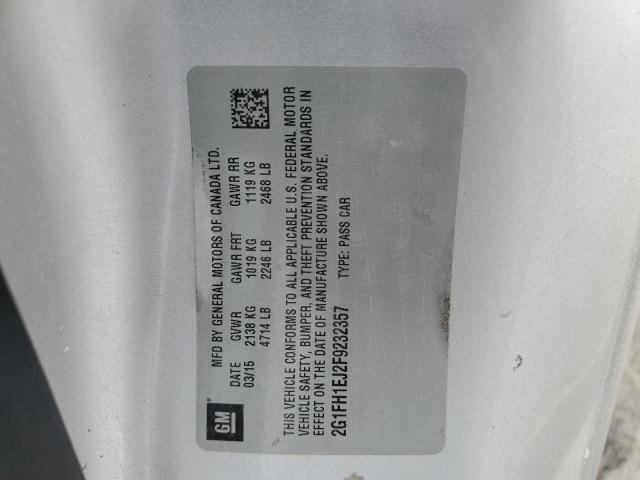 GM
MFD BY GENERAL MOTORS OF CANADA LTD.
DATE GVWR GAWR FRT GAWR RR
03/15 2138 KG 1019 KG 1119 KG
4714 LB 2246 LB 2468 LB
THIS VEHICLE CONFORMS TO ALL APPLICABLE U.S. FEDERAL MOTOR
VEHICLE SAFETY, BUMPER, AND THEFT PREVENTION STANDARDS IN
EFFECT ON THE DATE OF MANUFACTURE SHOWN ABOVE.
2G1FH1EJ2F9232357 TYPE: PASS CAR